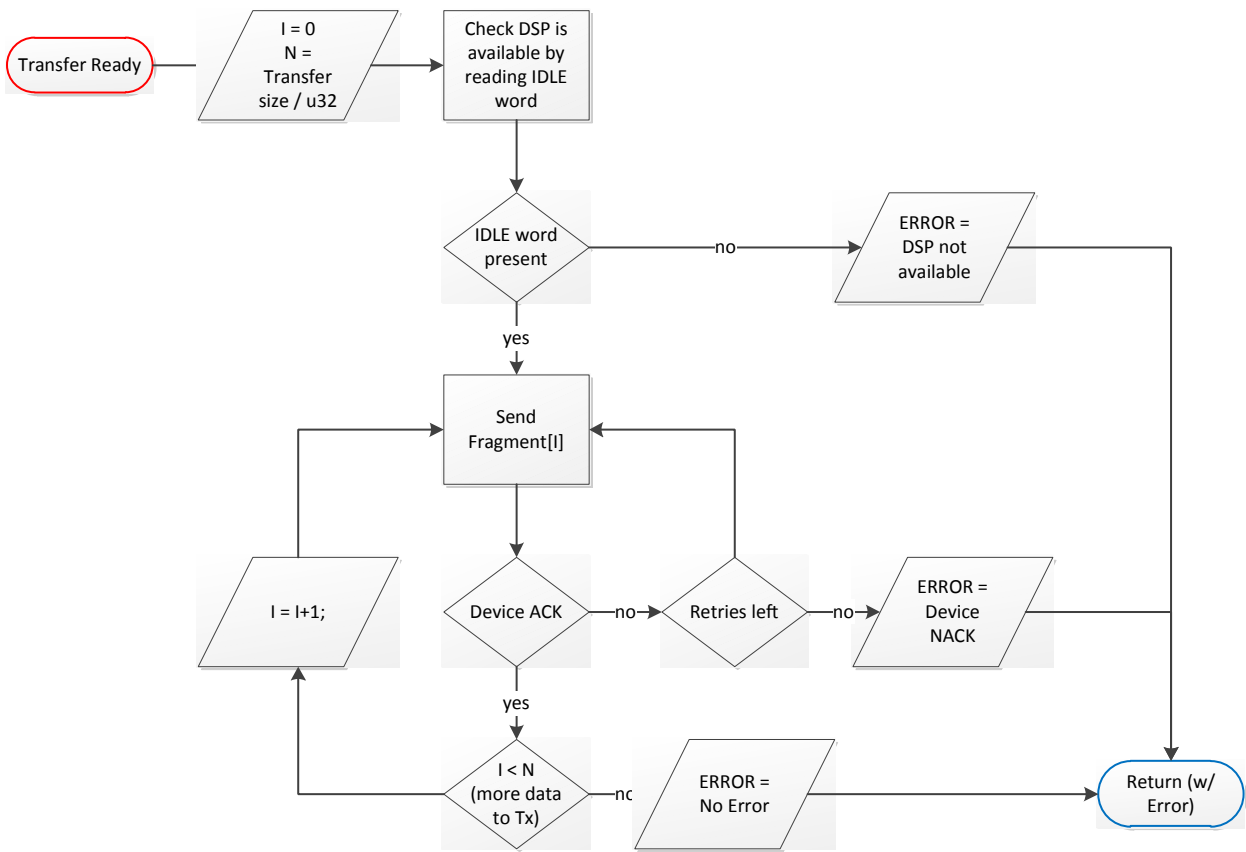 Transfer Ready
I = 0
N =
Transfer
size / u32
Check DSP is
available by
reading IDLE
word
IDLE word
present
no
ERROR =
DSP not
available
yes
Send
Fragment[I]
I = I+1;
Device ACK
no
Retries left
no
ERROR =
Device
NACK
yes
I < N
(more data
to Tx)
no
ERROR =
No Error
Return (w/
Error)